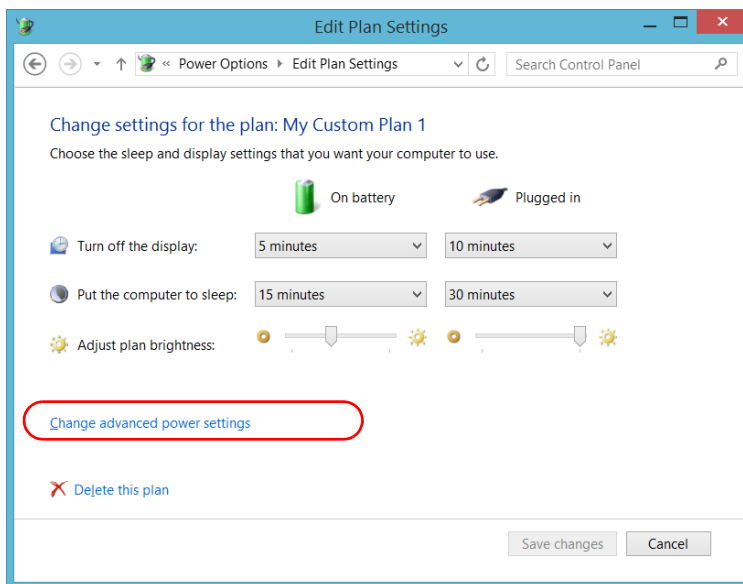 Edit Plan Settings
« Power Options Edit Plan Settings Search Control Panel
Change settings for the plan: My Custom Plan 1
Choose the sleep and display settings that you want your computer to use.
On battery Plugged in
Turn off the display: 5 minutes 10 minutes
Put the computer to sleep: 15 minutes 30 minutes
Adjust plan brightness:
Change advanced power settings
Delete this plan
Save changes Cancel